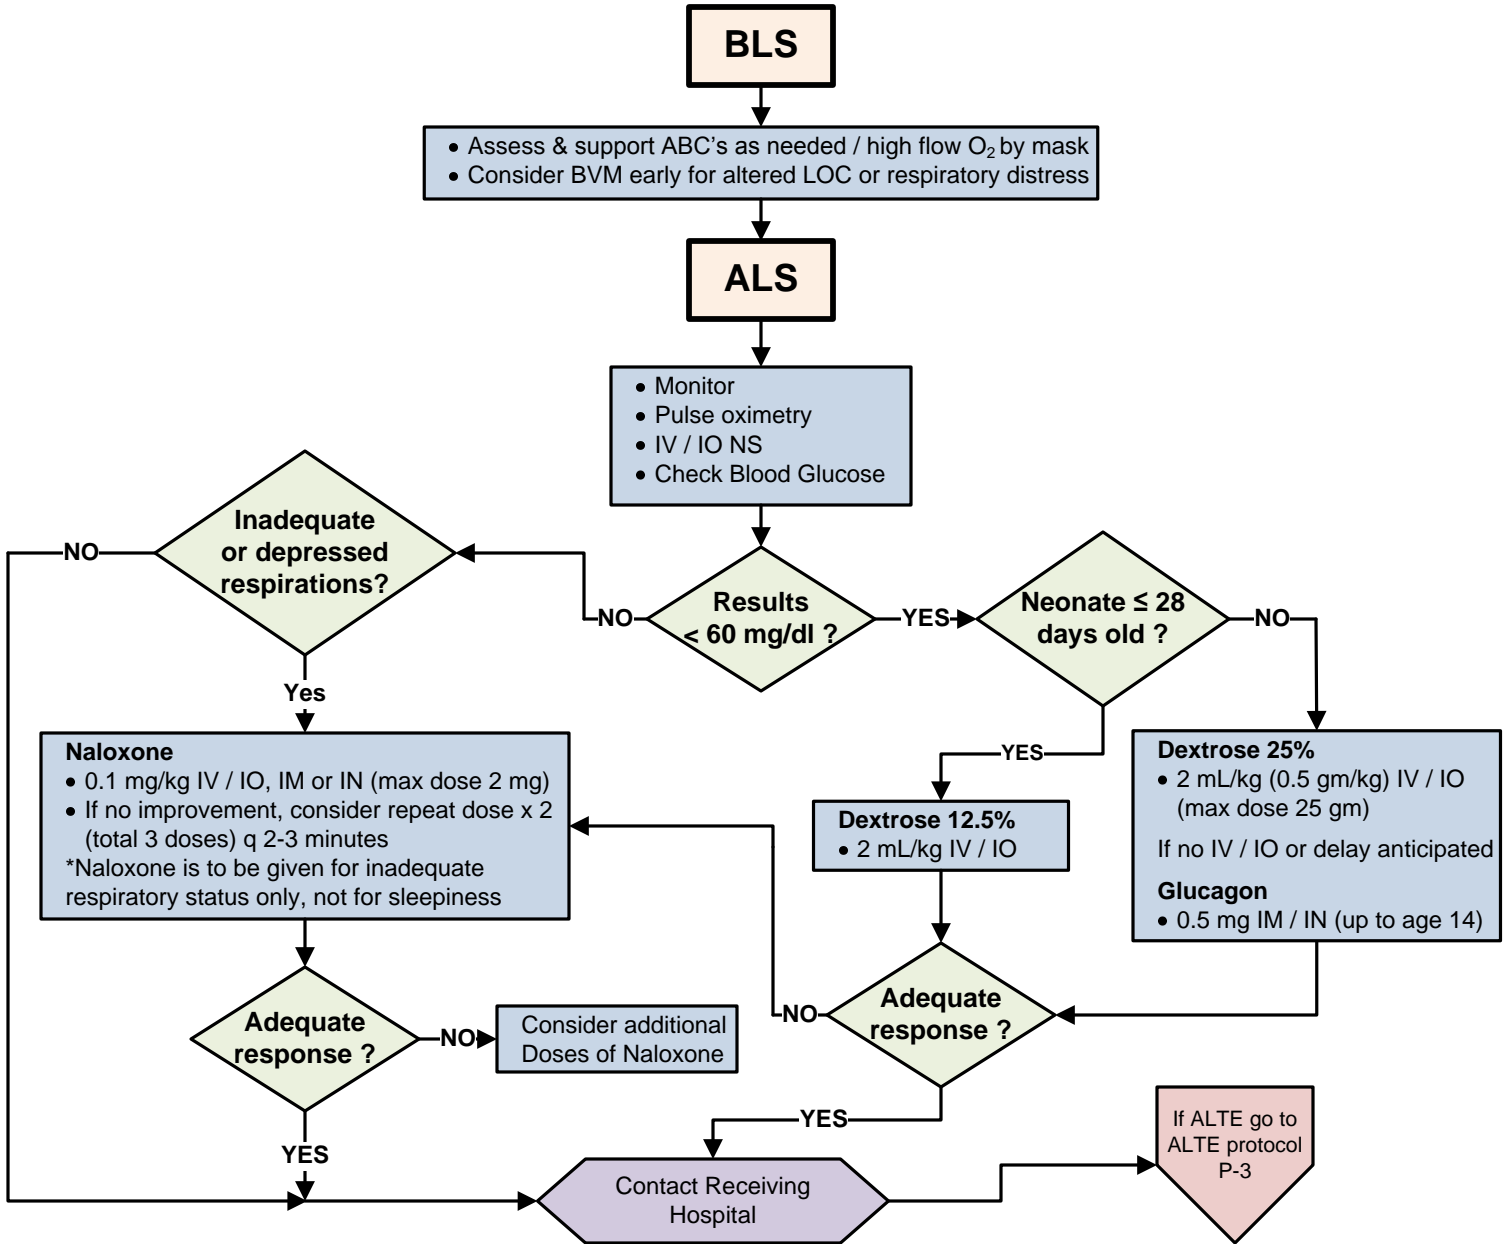 BLS
• Assess & support ABC's as needed / high flow O₂ by mask
• Consider BVM early for altered LOC or respiratory distress
ALS
• Monitor
• Pulse oximetry
• IV / IO NS
• Check Blood Glucose
Inadequate
or depressed
respirations?
NO
Yes
Results
< 60 mg/dl ?
NO
YES
Neonate ≤ 28
days old ?
NO
YES
Naloxone
• 0.1 mg/kg IV / IO, IM or IN (max dose 2 mg)
• If no improvement, consider repeat dose x 2
(total 3 doses) q 2-3 minutes
*Naloxone is to be given for inadequate
respiratory status only, not for sleepiness
Dextrose 12.5%
• 2 mL/kg IV / IO
Dextrose 25%
• 2 mL/kg (0.5 gm/kg) IV / IO
(max dose 25 gm)
If no IV / IO or delay anticipated
Glucagon
• 0.5 mg IM / IN (up to age 14)
Adequate
response ?
NO
YES
Consider additional
Doses of Naloxone
Adequate
response ?
NO
YES
Contact Receiving
Hospital
If ALTE go to
ALTE protocol
P-3